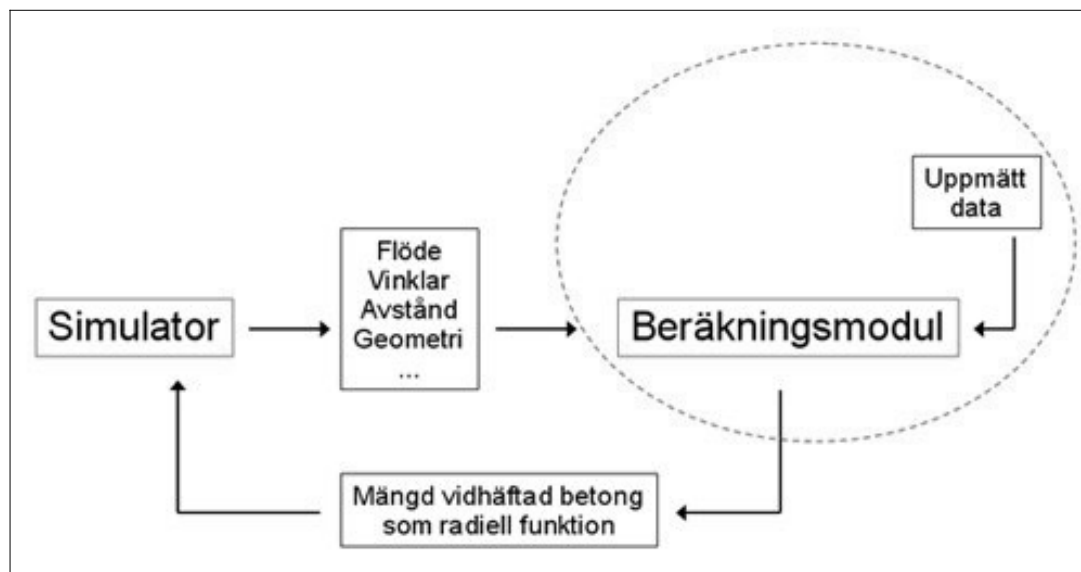 Uppmätt
data
Flöde
Vinklar
Avstånd
Geometri
...
Simulator
Beräkningsmodul
Mängd vidhäftad betong
som radiell funktion